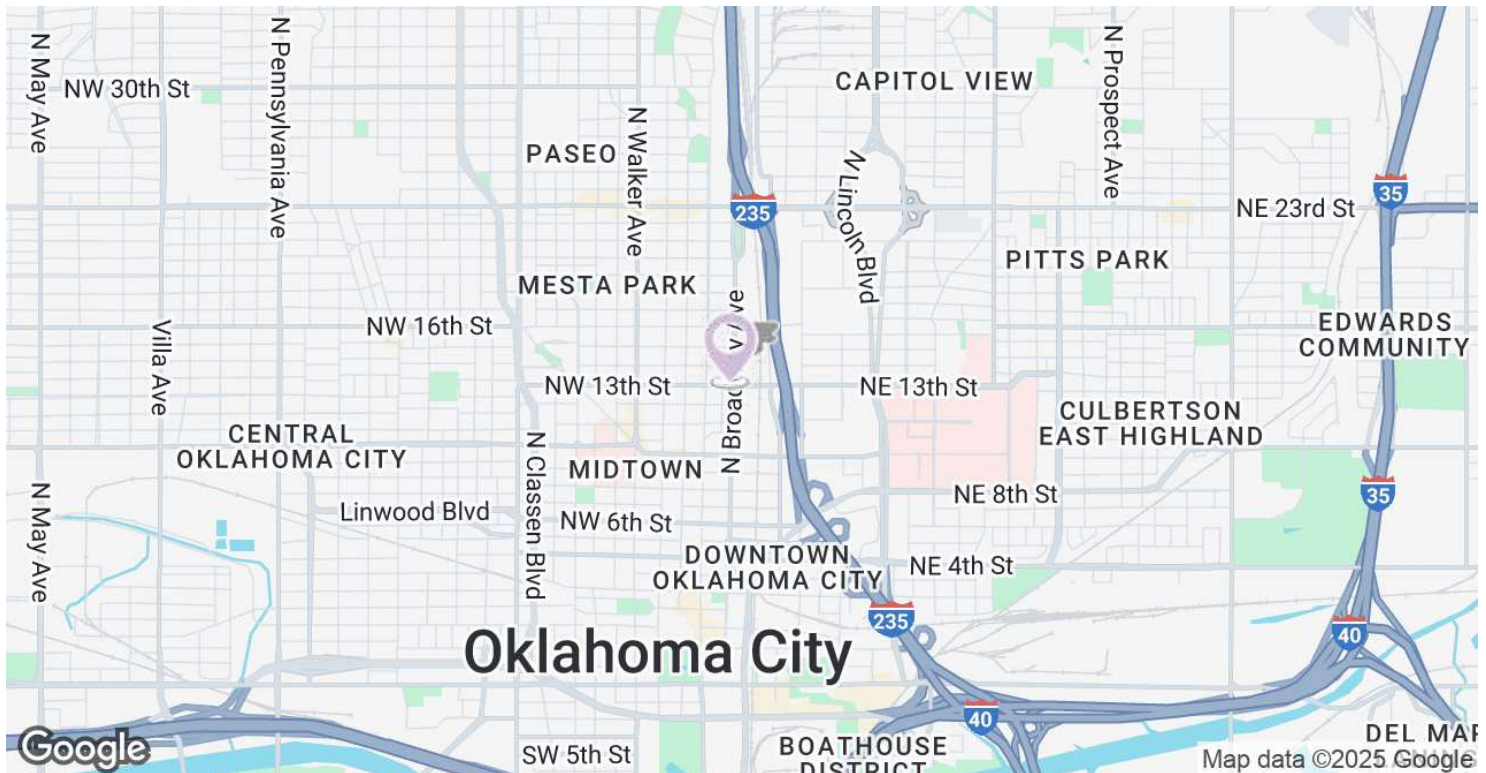 N May Ave
NW 30th St
N Pennsylvania Ave
PASEO
N Walker Ave
235
CAPITOL VIEW
N Lincoln Blvd
N Prospect Ave
35
NE 23rd St
MESTA PARK
PITTS PARK
Villa Ave
NW 16th St
EDWARDS
COMMUNITY
NW 13th St
NE 13th St
CENTRAL
OKLAHOMA CITY
N Classen Blvd
MIDTOWN
CULBERTSON
EAST HIGHLAND
N May Ave
Linwood Blvd
NW 6th St
NE 8th St
35
DOWNTOWN
OKLAHOMA CITY
NE 4th St
235
40
Oklahoma City
40
SW 5th St
BOATHOUSE
DISTRICT
Google
Map data ©2025 Google